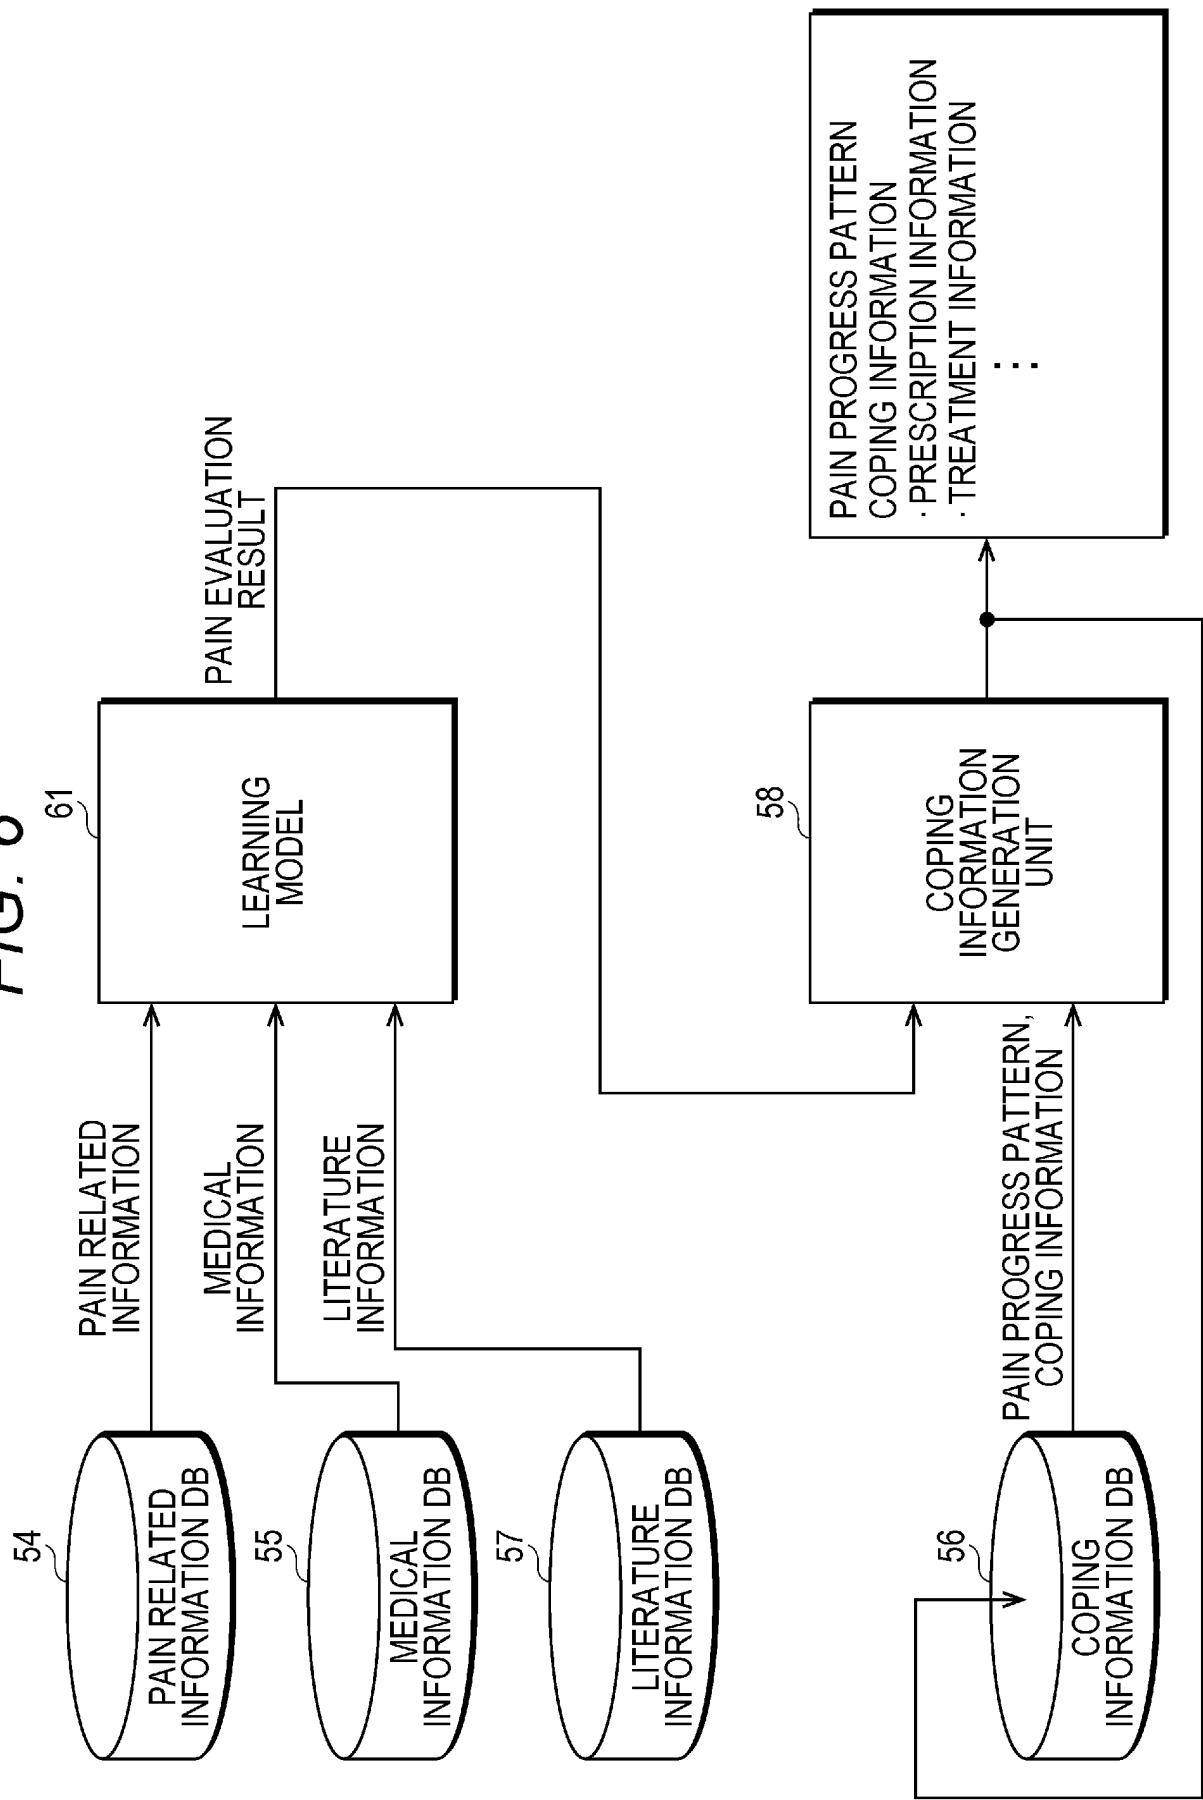 FIG.
54
PAIN RELATED
INFORMATION DB
PAIN RELATED
INFORMATION
55
MEDICAL
INFORMATION DB
MEDICAL
INFORMATION
57
LITERATURE
INFORMATION DB
LITERATURE
INFORMATION
61
LEARNING
MODEL
PAIN EVALUATION
RESULT
56
COPING
INFORMATION DB
PAIN PROGRESS PATTERN,
COPING INFORMATION
58
COPING
INFORMATION
GENERATION
UNIT
PAIN PROGRESS PATTERN
COPING INFORMATION
· PRESCRIPTION INFORMATION
· TREATMENT INFORMATION
⋮